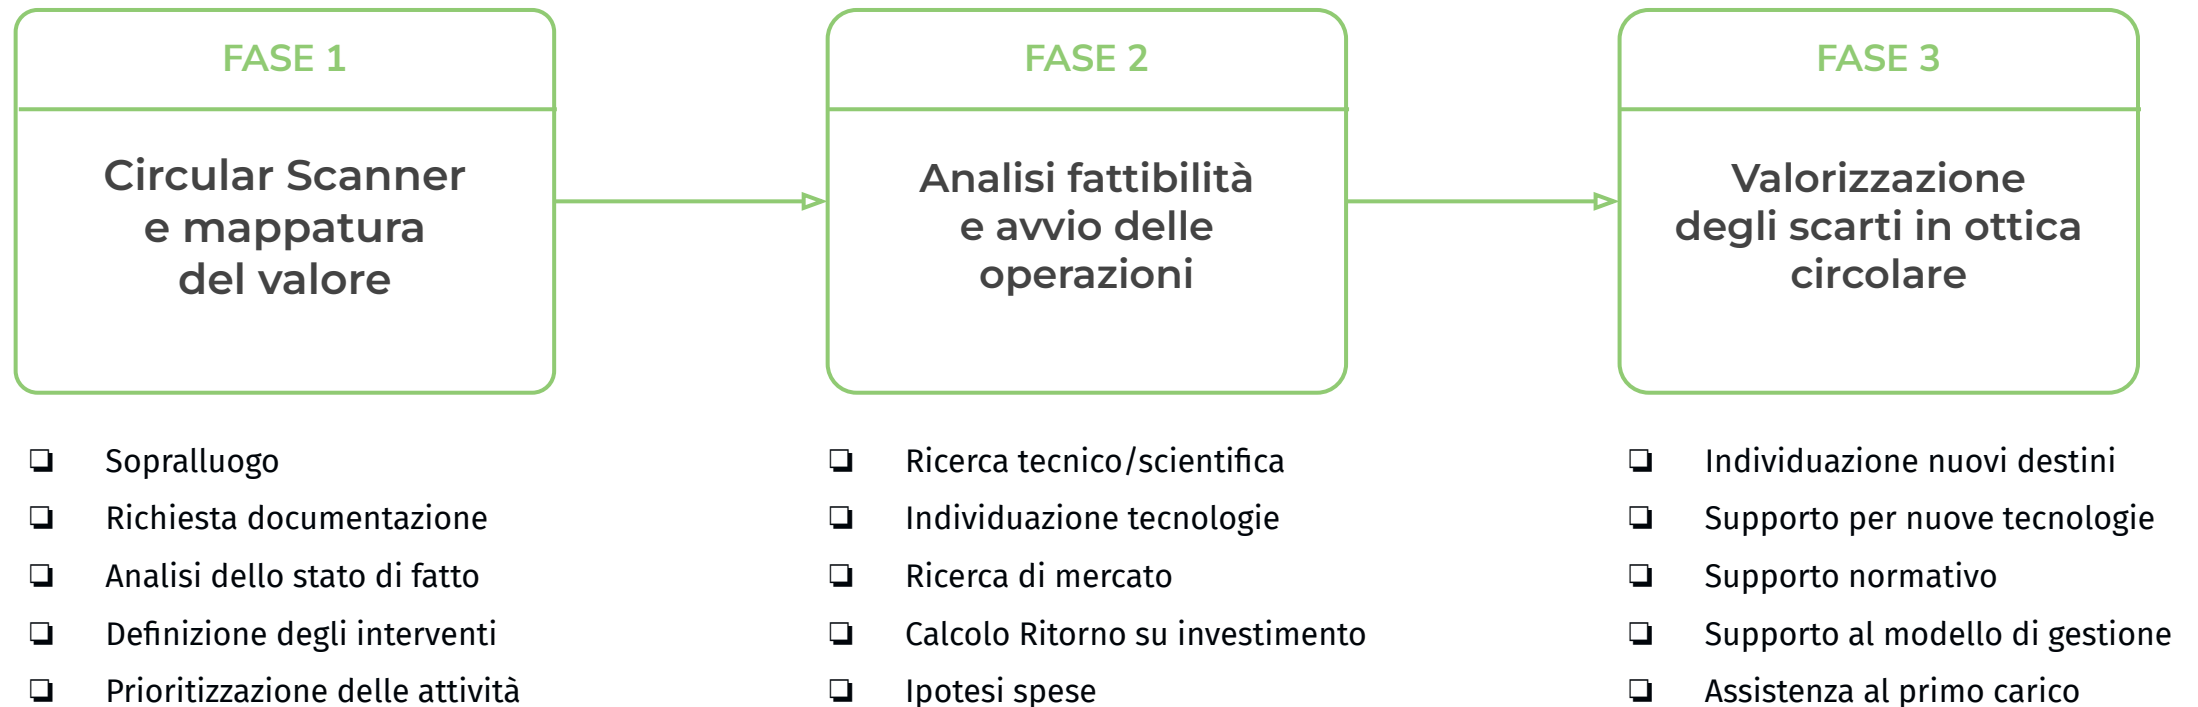 FASE 1
Circular Scanner
e mappatura
del valore
Sopralluogo
Richiesta documentazione
Analisi dello stato di fatto
Definizione degli interventi
Prioritizzazione delle attività
FASE 2
Analisi fattibilità
e avvio delle
operazioni
Ricerca tecnico/scientifica
Individuazione tecnologie
Ricerca di mercato
Calcolo Ritorno su investimento
Ipotesi spese
FASE 3
Valorizzazione
degli scarti in ottica
circolare
Individuazione nuovi destini
Supporto per nuove tecnologie
Supporto normativo
Supporto al modello di gestione
Assistenza al primo carico